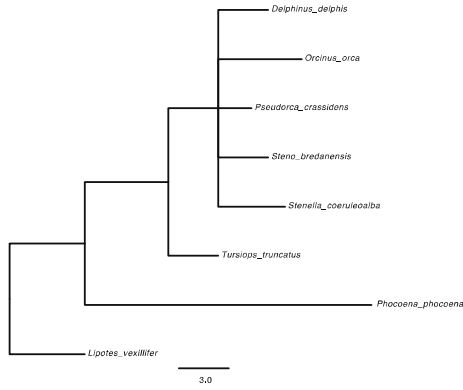 Delphinus_delphis
Orcinus_orca
Pseudorca_crassidens
Steno_bredanensis
Stenella_coeruleoalba
Tursiops_truncatus
Phocoena_phocoena
Lipotes_vexillifer
3.0